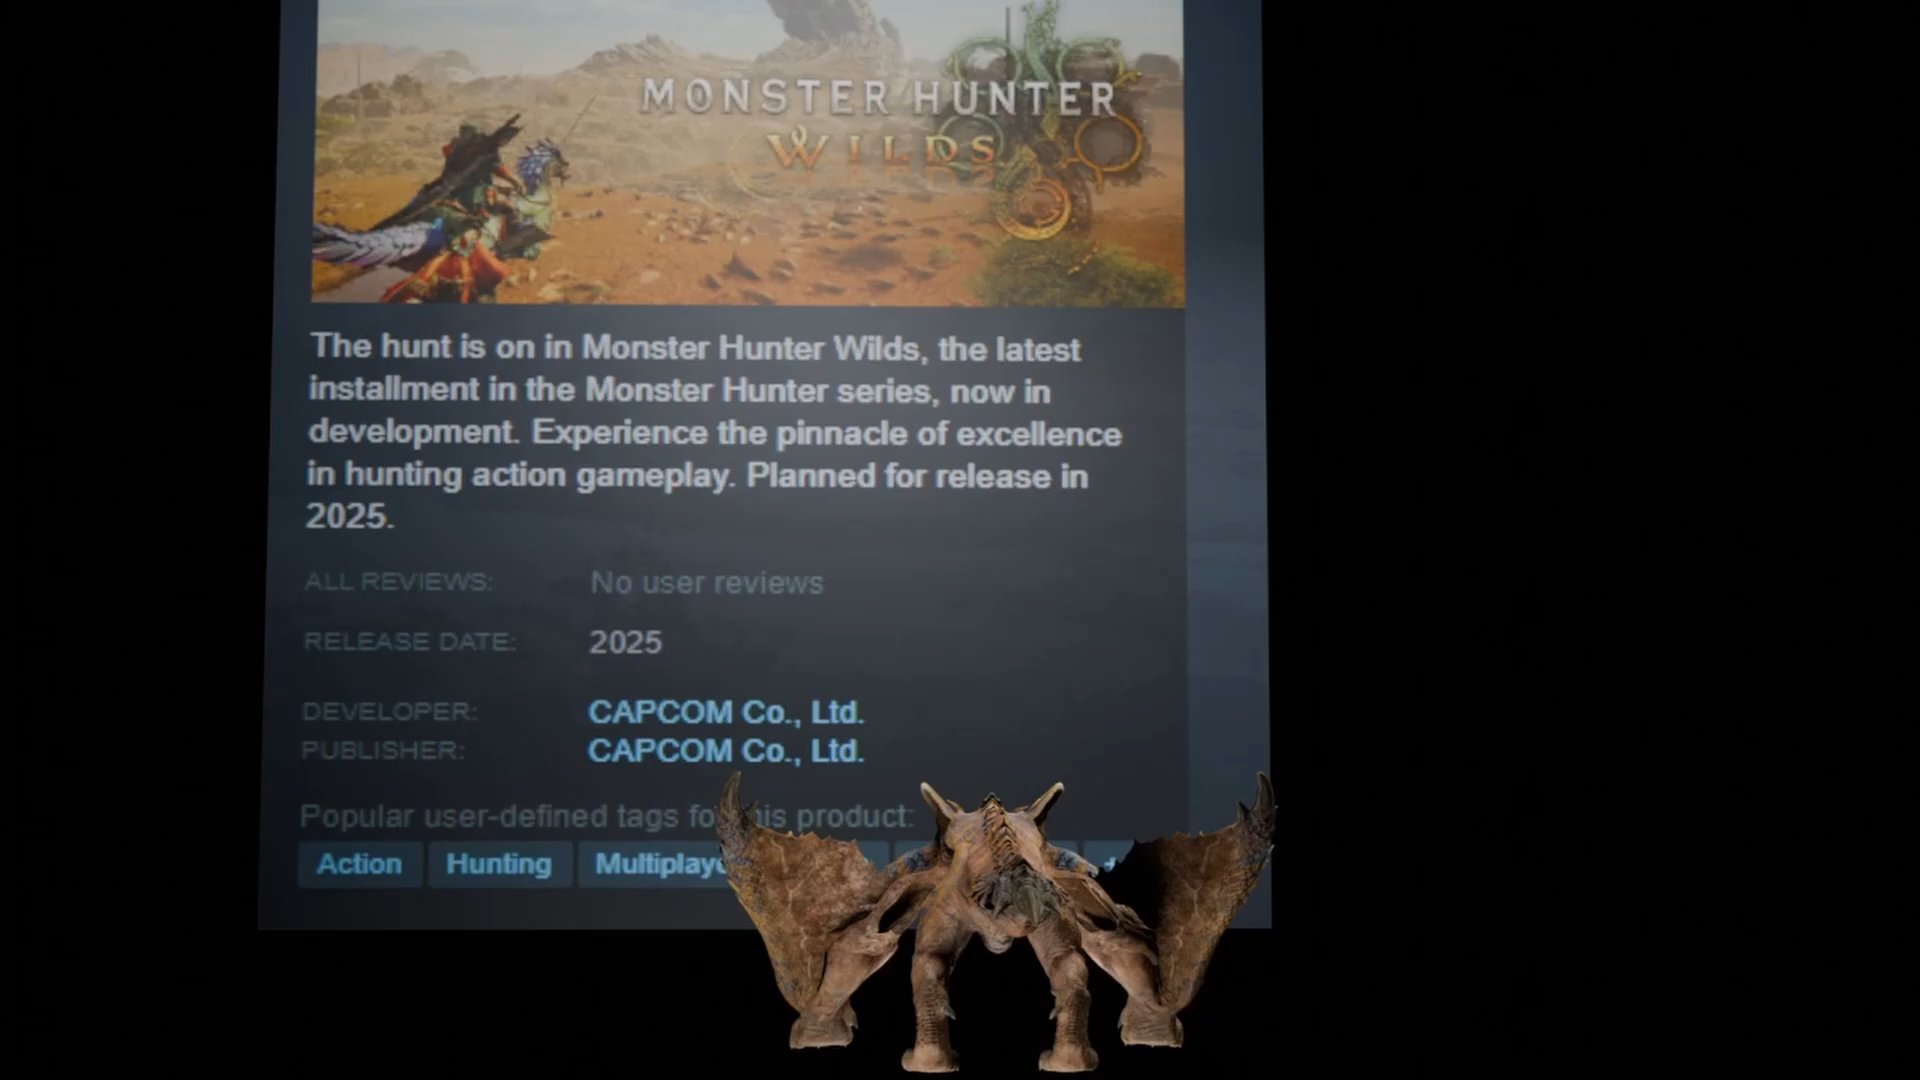 MONSTER HUNTER
WILDS
The hunt is on in Monster Hunter Wilds, the latest
installment in the Monster Hunter series, now in
development. Experience the pinnacle of excellence
in hunting action gameplay. Planned for release in
2025.
ALL REVIEWS: No user reviews
RELEASE DATE: 2025
DEVELOPER: CAPCOM Co., Ltd.
PUBLISHER: CAPCOM Co., Ltd.
Popular user-defined tags for this product:
Action Hunting